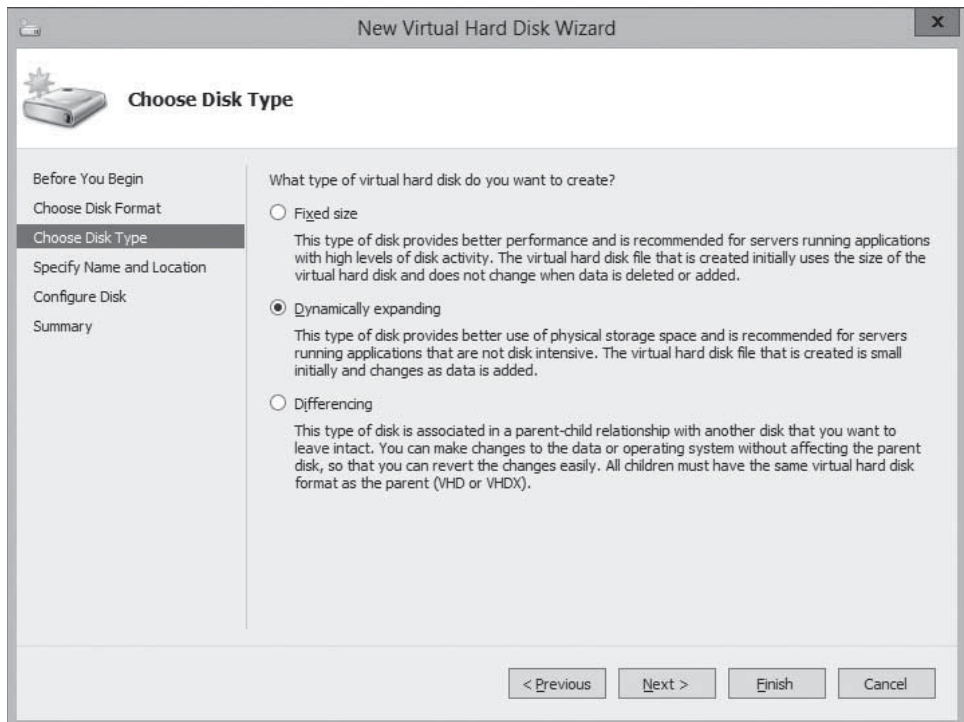 New Virtual Hard Disk Wizard
x
Choose Disk Type
Before You Begin
Choose Disk Format
Choose Disk Type
Specify Name and Location
Configure Disk
Summary
What type of virtual hard disk do you want to create?
Fixed size
This type of disk provides better performance and is recommended for servers running applications
with high levels of disk activity. The virtual hard disk file that is created initially uses the size of the
virtual hard disk and does not change when data is deleted or added.
Dynamically expanding
This type of disk provides better use of physical storage space and is recommended for servers
running applications that are not disk intensive. The virtual hard disk file that is created is small
initially and changes as data is added.
Differencing
This type of disk is associated in a parent-child relationship with another disk that you want to
leave intact. You can make changes to the data or operating system without affecting the parent
disk, so that you can revert the changes easily. All children must have the same virtual hard disk
format as the parent (VHD or VHDX).
< Previous
Next >
Finish
Cancel